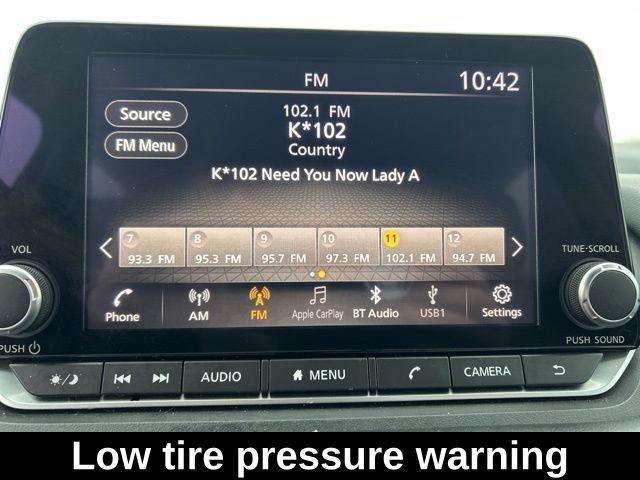 FM 10:42
Source
FM Menu
102.1 FM
K*102
Country
K*102 Need You Now Lady A
7 8 9 10 11 12
93.3 FM 95.3 FM 95.7 FM 97.3 FM 102.1 FM 94.7 FM
Phone AM FM Apple CarPlay BT Audio USB1 Settings
VOL
PUSH
TUNE·SCROLL
PUSH SOUND
AUDIO MENU CAMERA
Low tire pressure warning